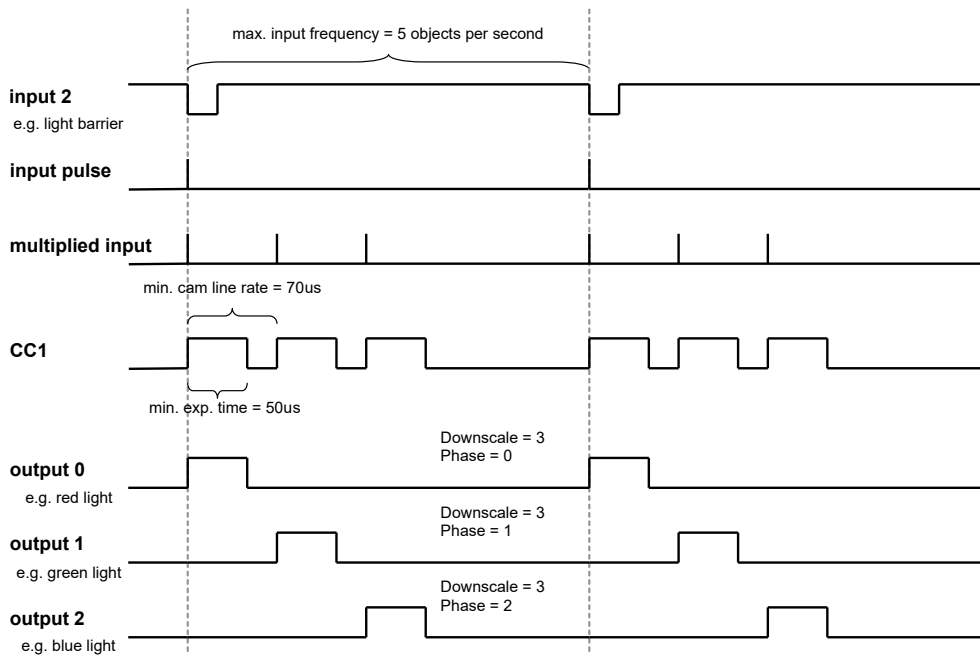 max. input frequency = 5 objects per second
input 2
e.g. light barrier
input pulse
multiplied input
min. cam line rate = 70us
CC1
min. exp. time = 50us
Downscale = 3
Phase = 0
output 0
e.g. red light
Downscale = 3
Phase = 1
output 1
e.g. green light
Downscale = 3
Phase = 2
output 2
e.g. blue light